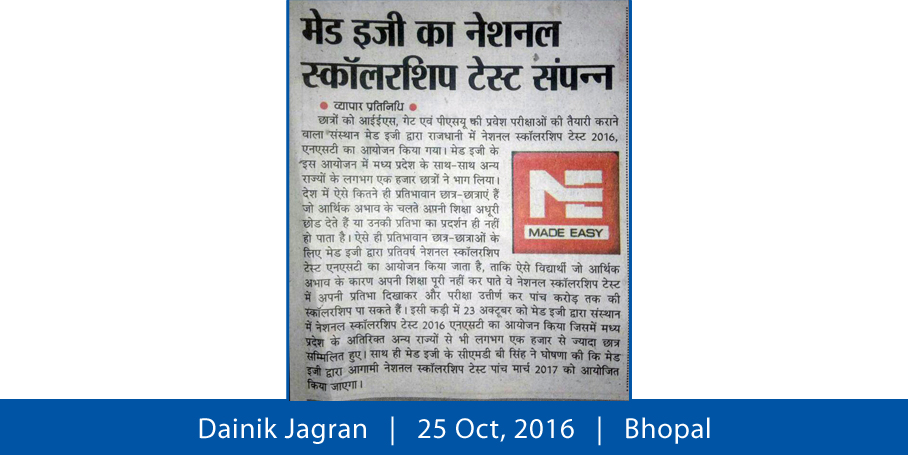 मेड इजी का नेशनल
स्कॉलरशिप टेस्ट संपन्न
● व्यापार प्रतिनिधि ●
छात्रों को आईईएस, गेट एवं पीएसयू की प्रवेश परीक्षाओं की तैयारी कराने
वाला संस्थान मेड इजी द्वारा राजधानी में नेशनल स्कॉलरशिप टेस्ट 2016,
एनएसटी का आयोजन किया गया। मेड इजी के
इस आयोजन में मध्य प्रदेश के साथ-साथ अन्य
राज्यों के लगभग एक हजार छात्रों ने भाग लिया।
देश में ऐसे कितने ही प्रतिभावान छात्र-छात्राएं हैं
जो आर्थिक अभाव के चलते अपनी शिक्षा अधूरी
छोड देते हैं या उनकी प्रतिभा का प्रदर्शन ही नहीं
हो पाता है। ऐसे ही प्रतिभावान छात्र-छात्राओं के
लिए मेड इजी द्वारा प्रतिवर्ष नेशनल स्कॉलरशिप
टेस्ट एनएसटी का आयोजन किया जाता है, ताकि ऐसे विद्यार्थी जो आर्थिक
अभाव के कारण अपनी शिक्षा पूरी नहीं कर पाते वे नेशनल स्कॉलरशिप टेस्ट
में अपनी प्रतिभा दिखाकर और परीक्षा उत्तीर्ण कर पांच करोड़ तक की
स्कॉलरशिप पा सकते हैं। इसी कड़ी में 23 अक्टूबर को मेड इजी द्वारा संस्थान
में नेशनल स्कॉलरशिप टेस्ट 2016 एनएसटी का आयोजन किया जिसमें मध्य
प्रदेश के अतिरिक्त अन्य राज्यों से भी लगभग एक हजार से ज्यादा छात्र
सम्मिलित हुए। साथ ही मेड इजी के सीएमडी बी सिंह ने घोषणा की कि मेड
इजी द्वारा आगामी नेशनल स्कॉलरशिप टेस्ट पांच मार्च 2017 को आयोजित
किया जाएगा।
ME
MADE EASY
Dainik Jagran | 25 Oct, 2016 | Bhopal